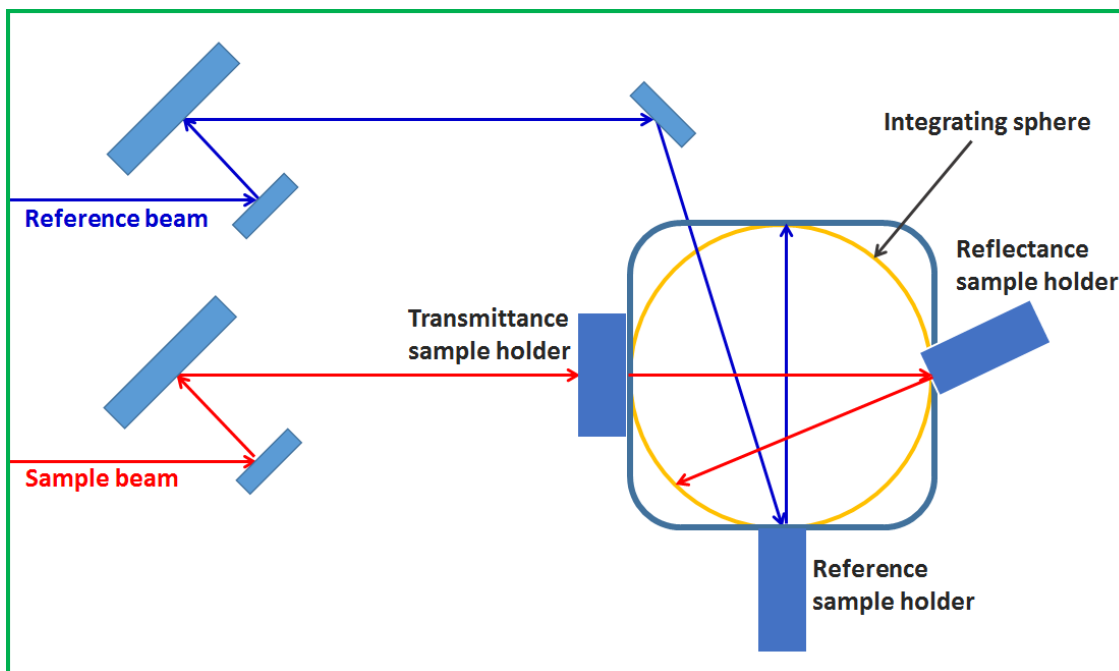 Integrating sphere
Reference beam
Reflectance
sample holder
Transmittance
sample holder
Sample beam
Reference
sample holder